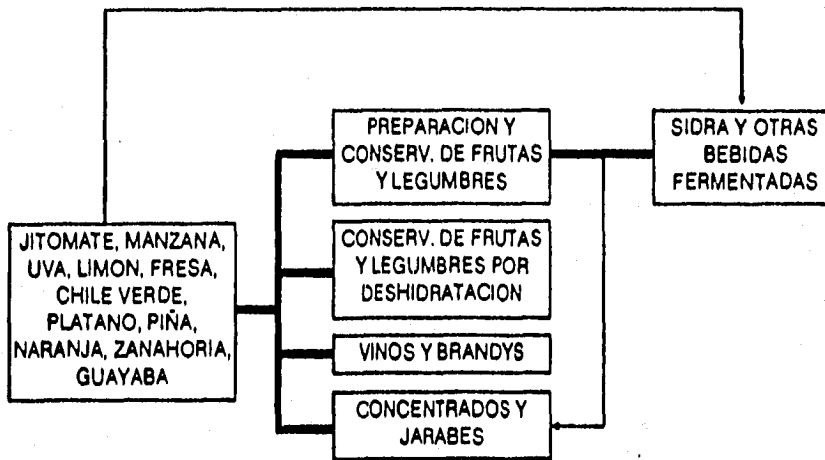 JITOMATE, MANZANA,
UVA, LIMON, FRESA,
CHILE VERDE,
PLATANO, PIÑA,
NARANJA, ZANAHORIA,
GUAYABA
PREPARACION Y
CONSERV. DE FRUTAS
Y LEGUMBRES
CONSERV. DE FRUTAS
Y LEGUMBRES POR
DESHIDRATACION
VINOS Y BRANDYS
CONCENTRADOS Y
JARABES
SIDRA Y OTRAS
BEBIDAS
FERMENTADAS